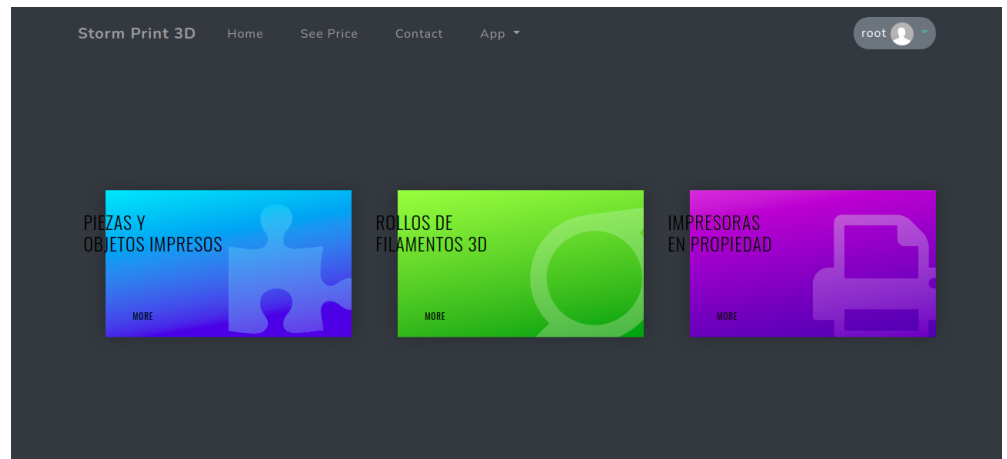 Storm Print 3D Home See Price Contact App root
PIEZAS Y
OBJETOS IMPRESOS
MORE
ROLLOS DE
FILAMENTOS 3D
MORE
IMPRESORAS
EN PROPIEDAD
MORE